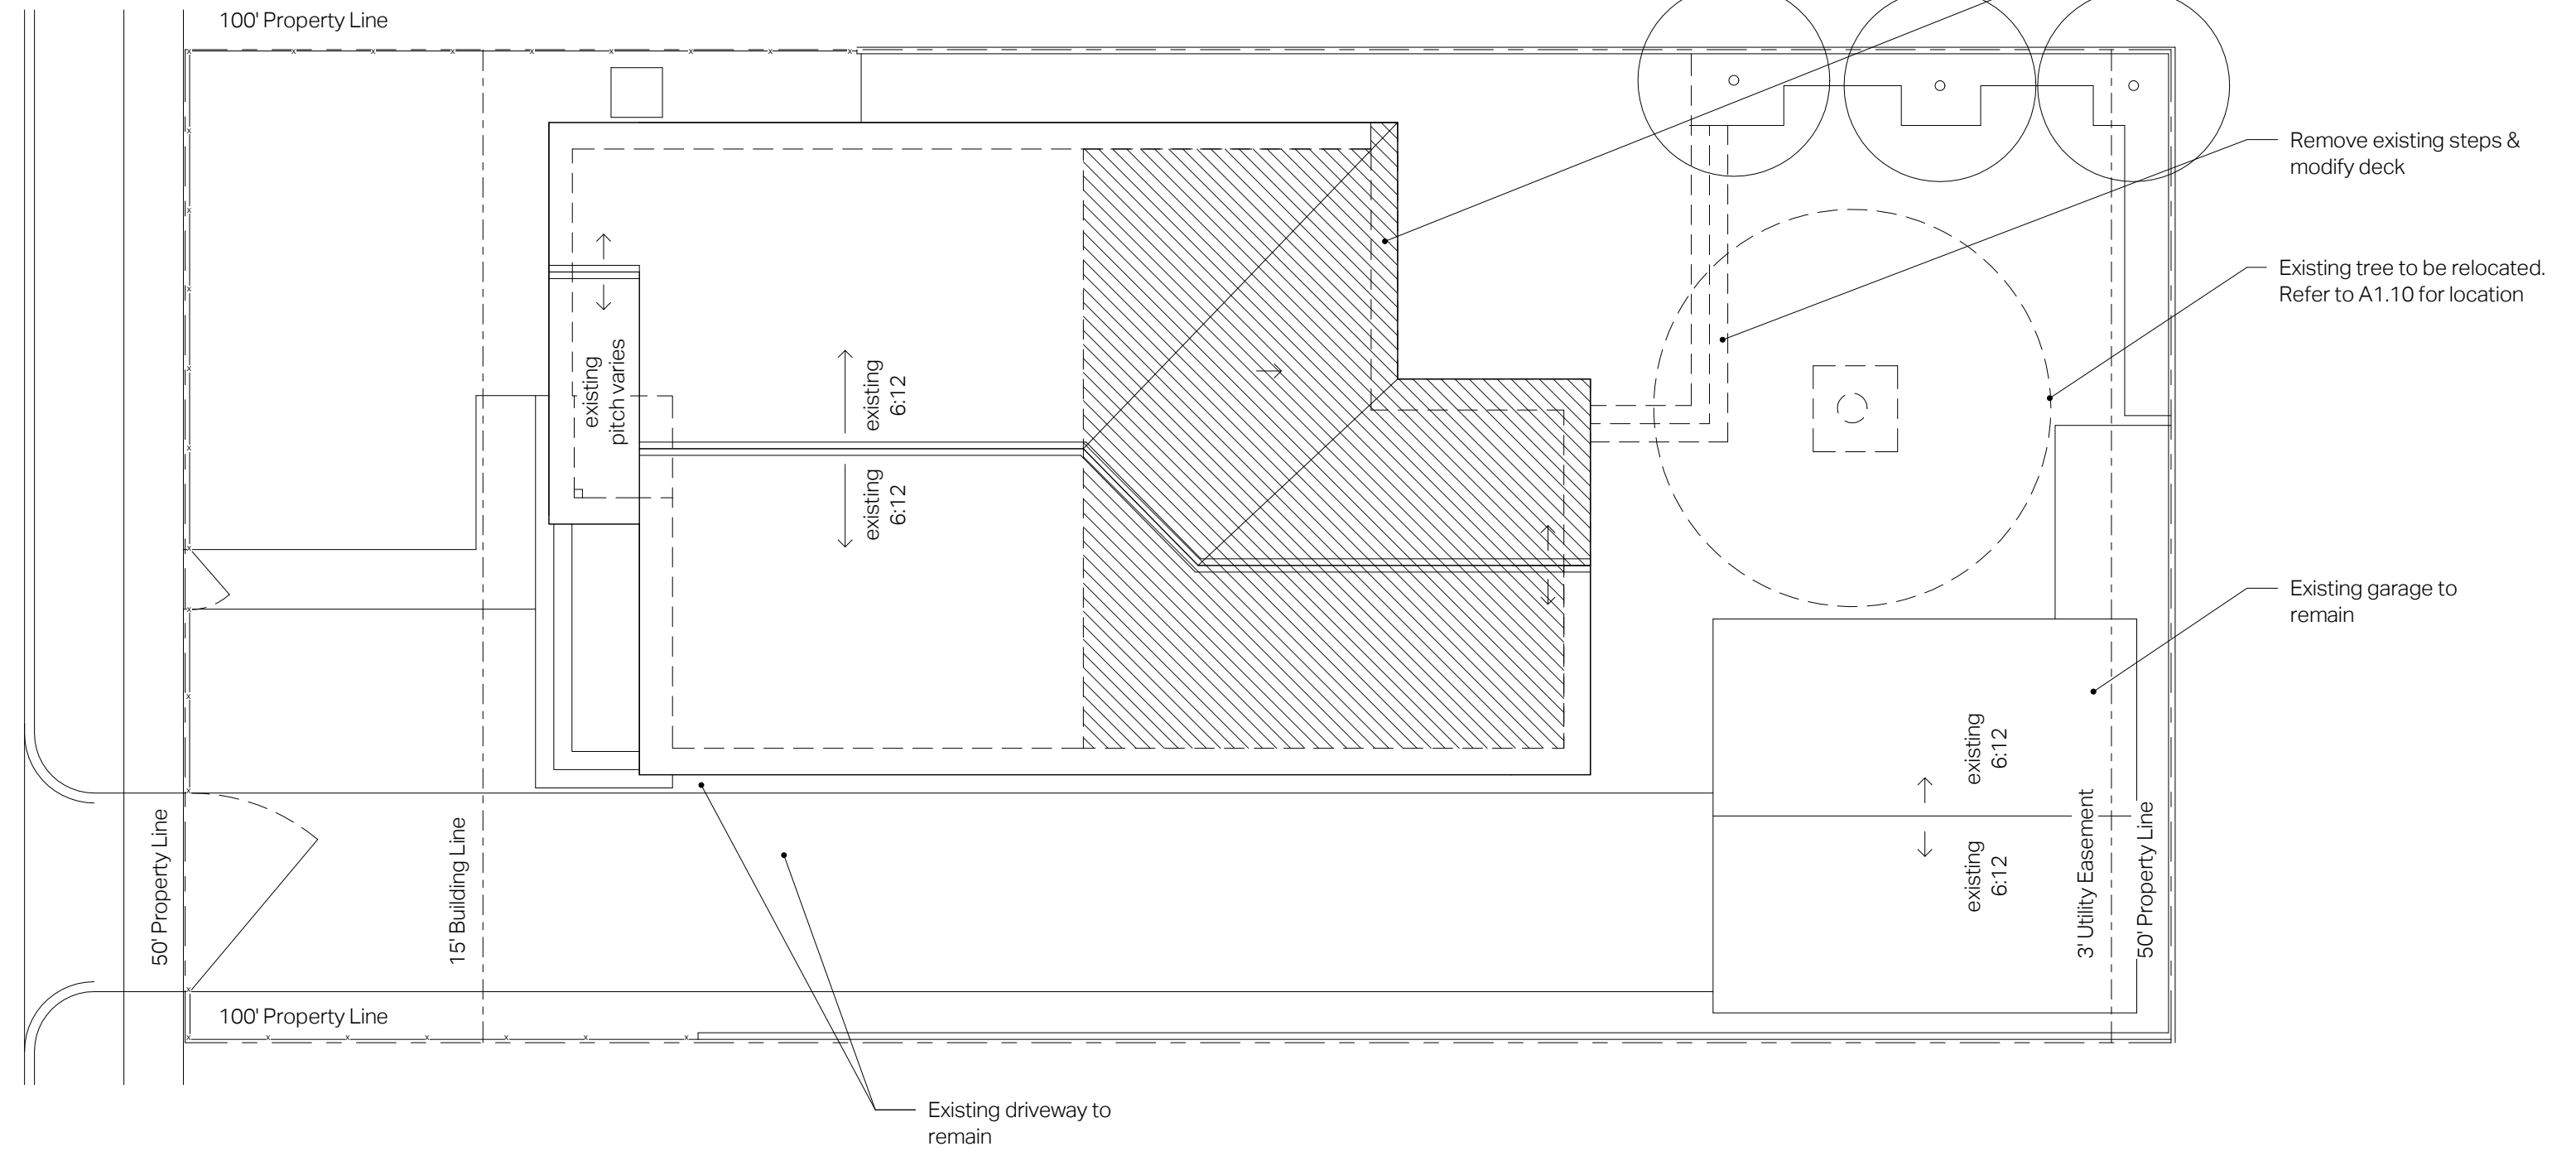 100' Property Line
Remove existing steps &
modify deck
Existing tree to be relocated.
Refer to A1.10 for location
existing
pitch varies
existing
6:12
existing
6:12
Existing garage to
remain
existing
6:12
existing
6:12
50' Property Line
15' Building Line
3' Utility Easement
50' Property Line
100' Property Line
Existing driveway to
remain